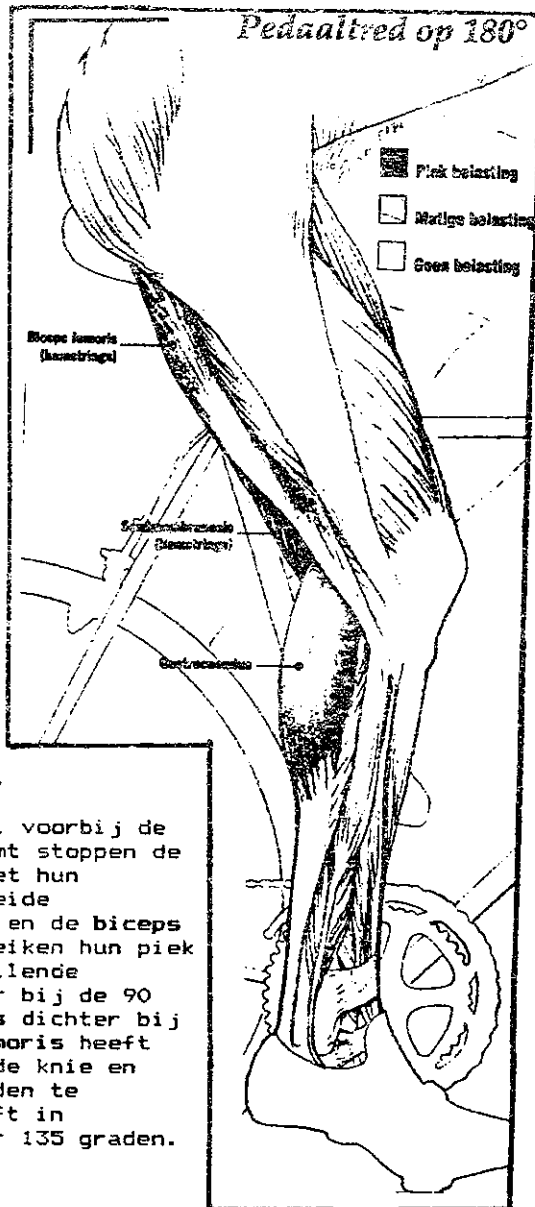 Pedaaltred op 180°
Piek belasting
Matige belasting
Geen belasting
Biceps femoris
(hamstrings)
(hamstrings)
Gastrocnemius
voorbij de
mt stoppen de
et hun
eide
en de biceps
eiken hun piek
llende
r bij de 90
s dichter bij
moris heeft
de knie en
den te
ft in
r 135 graden.